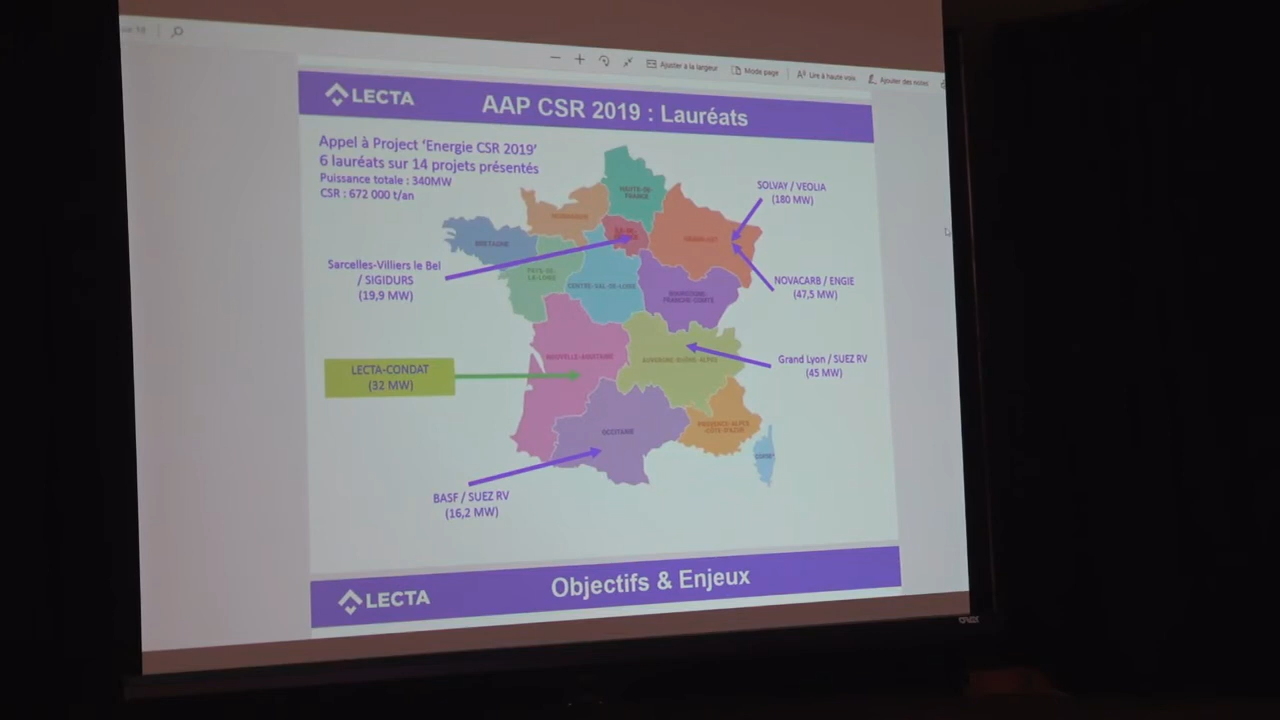 Ajuster à la largeur
Mode page
Lire à haute voix
Ajouter des notes
LECTA
AAP CSR 2019 : Lauréats
Appel à Project ‘Energie CSR 2019’
6 lauréats sur 14 projets présentés
Puissance totale : 340MW
CSR : 672 000 t/an
SOLVAY / VEOLIA
(180 MW)
HAUTS-DE-
FRANCE
NORMANDIE
ÎLE-DE-
FRANCE
GRAND-EST
BRETAGNE
Sarcelles-Villiers le Bel
/ SIGIDURS
(19,9 MW)
PAYS-DE-
LA-LOIRE
CENTRE-VAL-DE-LOIRE
BOURGOGNE-
FRANCHE-COMTÉ
NOVACARB / ENGIE
(47,5 MW)
LECTA-CONDAT
(32 MW)
NOUVELLE-AQUITAINE
AUVERGNE-RHÔNE-ALPES
Grand Lyon / SUEZ RV
(45 MW)
OCCITANIE
PROVENCE-ALPES
-CÔTE D'AZUR
CORSE
BASF / SUEZ RV
(16,2 MW)
LECTA
Objectifs & Enjeux